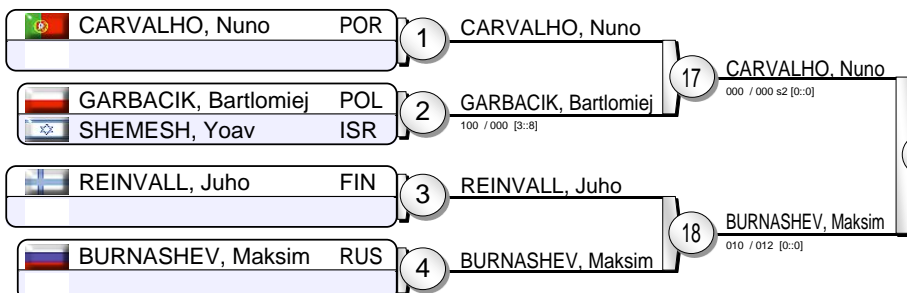 CARVALHO, Nuno POR
1
CARVALHO, Nuno
17
CARVALHO, Nuno
000 / 000 s2 [0::0]
GARBACIK, Bartlomiej POL
SHEMESH, Yoav ISR
2
GARBACIK, Bartlomiej
100 / 000 [3::8]
REINVALL, Juho FIN
3
REINVALL, Juho
18
BURNASHEV, Maksim
010 / 012 [0::0]
BURNASHEV, Maksim RUS
4
BURNASHEV, Maksim